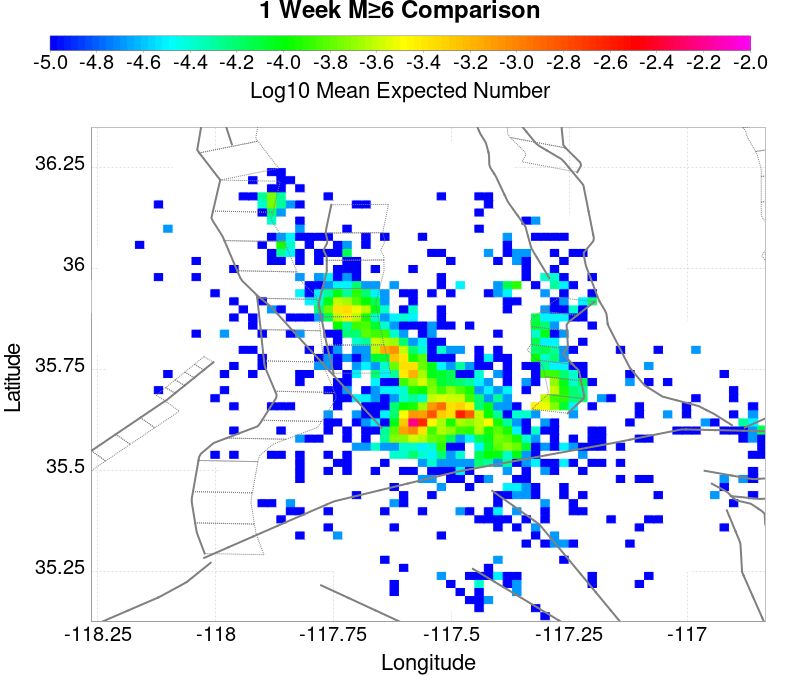 1 Week M≥6 Comparison
-5.0 -4.8 -4.6 -4.4 -4.2 -4.0 -3.8 -3.6 -3.4 -3.2 -3.0 -2.8 -2.6 -2.4 -2.2 -2.0
Log10 Mean Expected Number
36.25
36
35.75
35.5
35.25
Latitude
-118.25 -118 -117.75 -117.5 -117.25 -117
Longitude